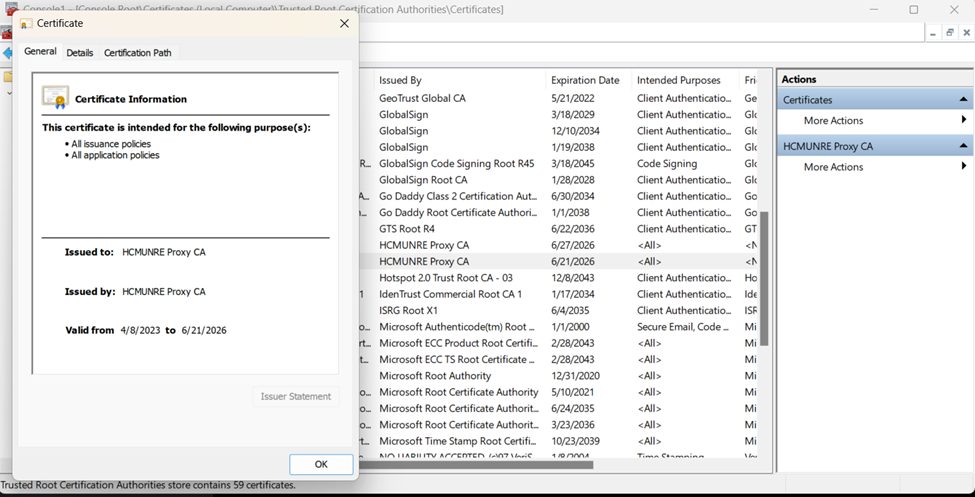 Console1 - [Console Root\Certificates (Local Computer)\Trusted Root Certification Authorities\Certificates]
Certificate
General Details Certification Path
Certificate Information
This certificate is intended for the following purpose(s):
• All issuance policies
• All application policies
Issued to: HCMUNRE Proxy CA
Issued by: HCMUNRE Proxy CA
Valid from 4/8/2023 to 6/21/2026
Issuer Statement
OK
Issued By Expiration Date Intended Purposes Fri
GeoTrust Global CA 5/21/2022 Client Authenticatio... Ge
GlobalSign 3/18/2029 Client Authenticatio... Glo
GlobalSign 12/10/2034 Client Authenticatio... Glo
GlobalSign 1/19/2038 Client Authenticatio... Glo
R... GlobalSign Code Signing Root R45 3/18/2045 Code Signing Glo
GlobalSign Root CA 1/28/2028 Client Authenticatio... Glo
A... Go Daddy Class 2 Certification Aut... 6/30/2034 Client Authenticatio... Go
... Go Daddy Root Certificate Authori... 1/1/2038 Client Authenticatio... Go
GTS Root R4 6/22/2036 Client Authenticatio... GT
HCMUNRE Proxy CA 6/27/2026 <All> <N
HCMUNRE Proxy CA 6/21/2026 <All> <N
Hotspot 2.0 Trust Root CA - 03 12/8/2043 Client Authenticatio... Ho
1 IdenTrust Commercial Root CA 1 1/17/2034 Client Authenticatio... Ide
ISRG Root X1 6/4/2035 Client Authenticatio... ISR
o... Microsoft Authenticode(tm) Root ... 1/1/2000 Secure Email, Code ... Mi
... Microsoft ECC Product Root Certifi... 2/28/2043 <All> Mi
t... Microsoft ECC TS Root Certificate ... 2/28/2043 <All> Mi
Microsoft Root Authority 12/31/2020 <All> Mi
o... Microsoft Root Certificate Authority 5/10/2021 <All> Mi
o... Microsoft Root Certificate Authorit... 6/24/2035 <All> Mi
o... Microsoft Root Certificate Authorit... 3/23/2036 <All> Mi
rt... Microsoft Time Stamp Root Certifi... 10/23/2039 <All> Mi
NO LIABILITY ACCEPTED, (c)97 VeriS... 1/8/2004 Time Stamping Ve
Actions
Certificates
More Actions
HCMUNRE Proxy CA
More Actions
Trusted Root Certification Authorities store contains 59 certificates.